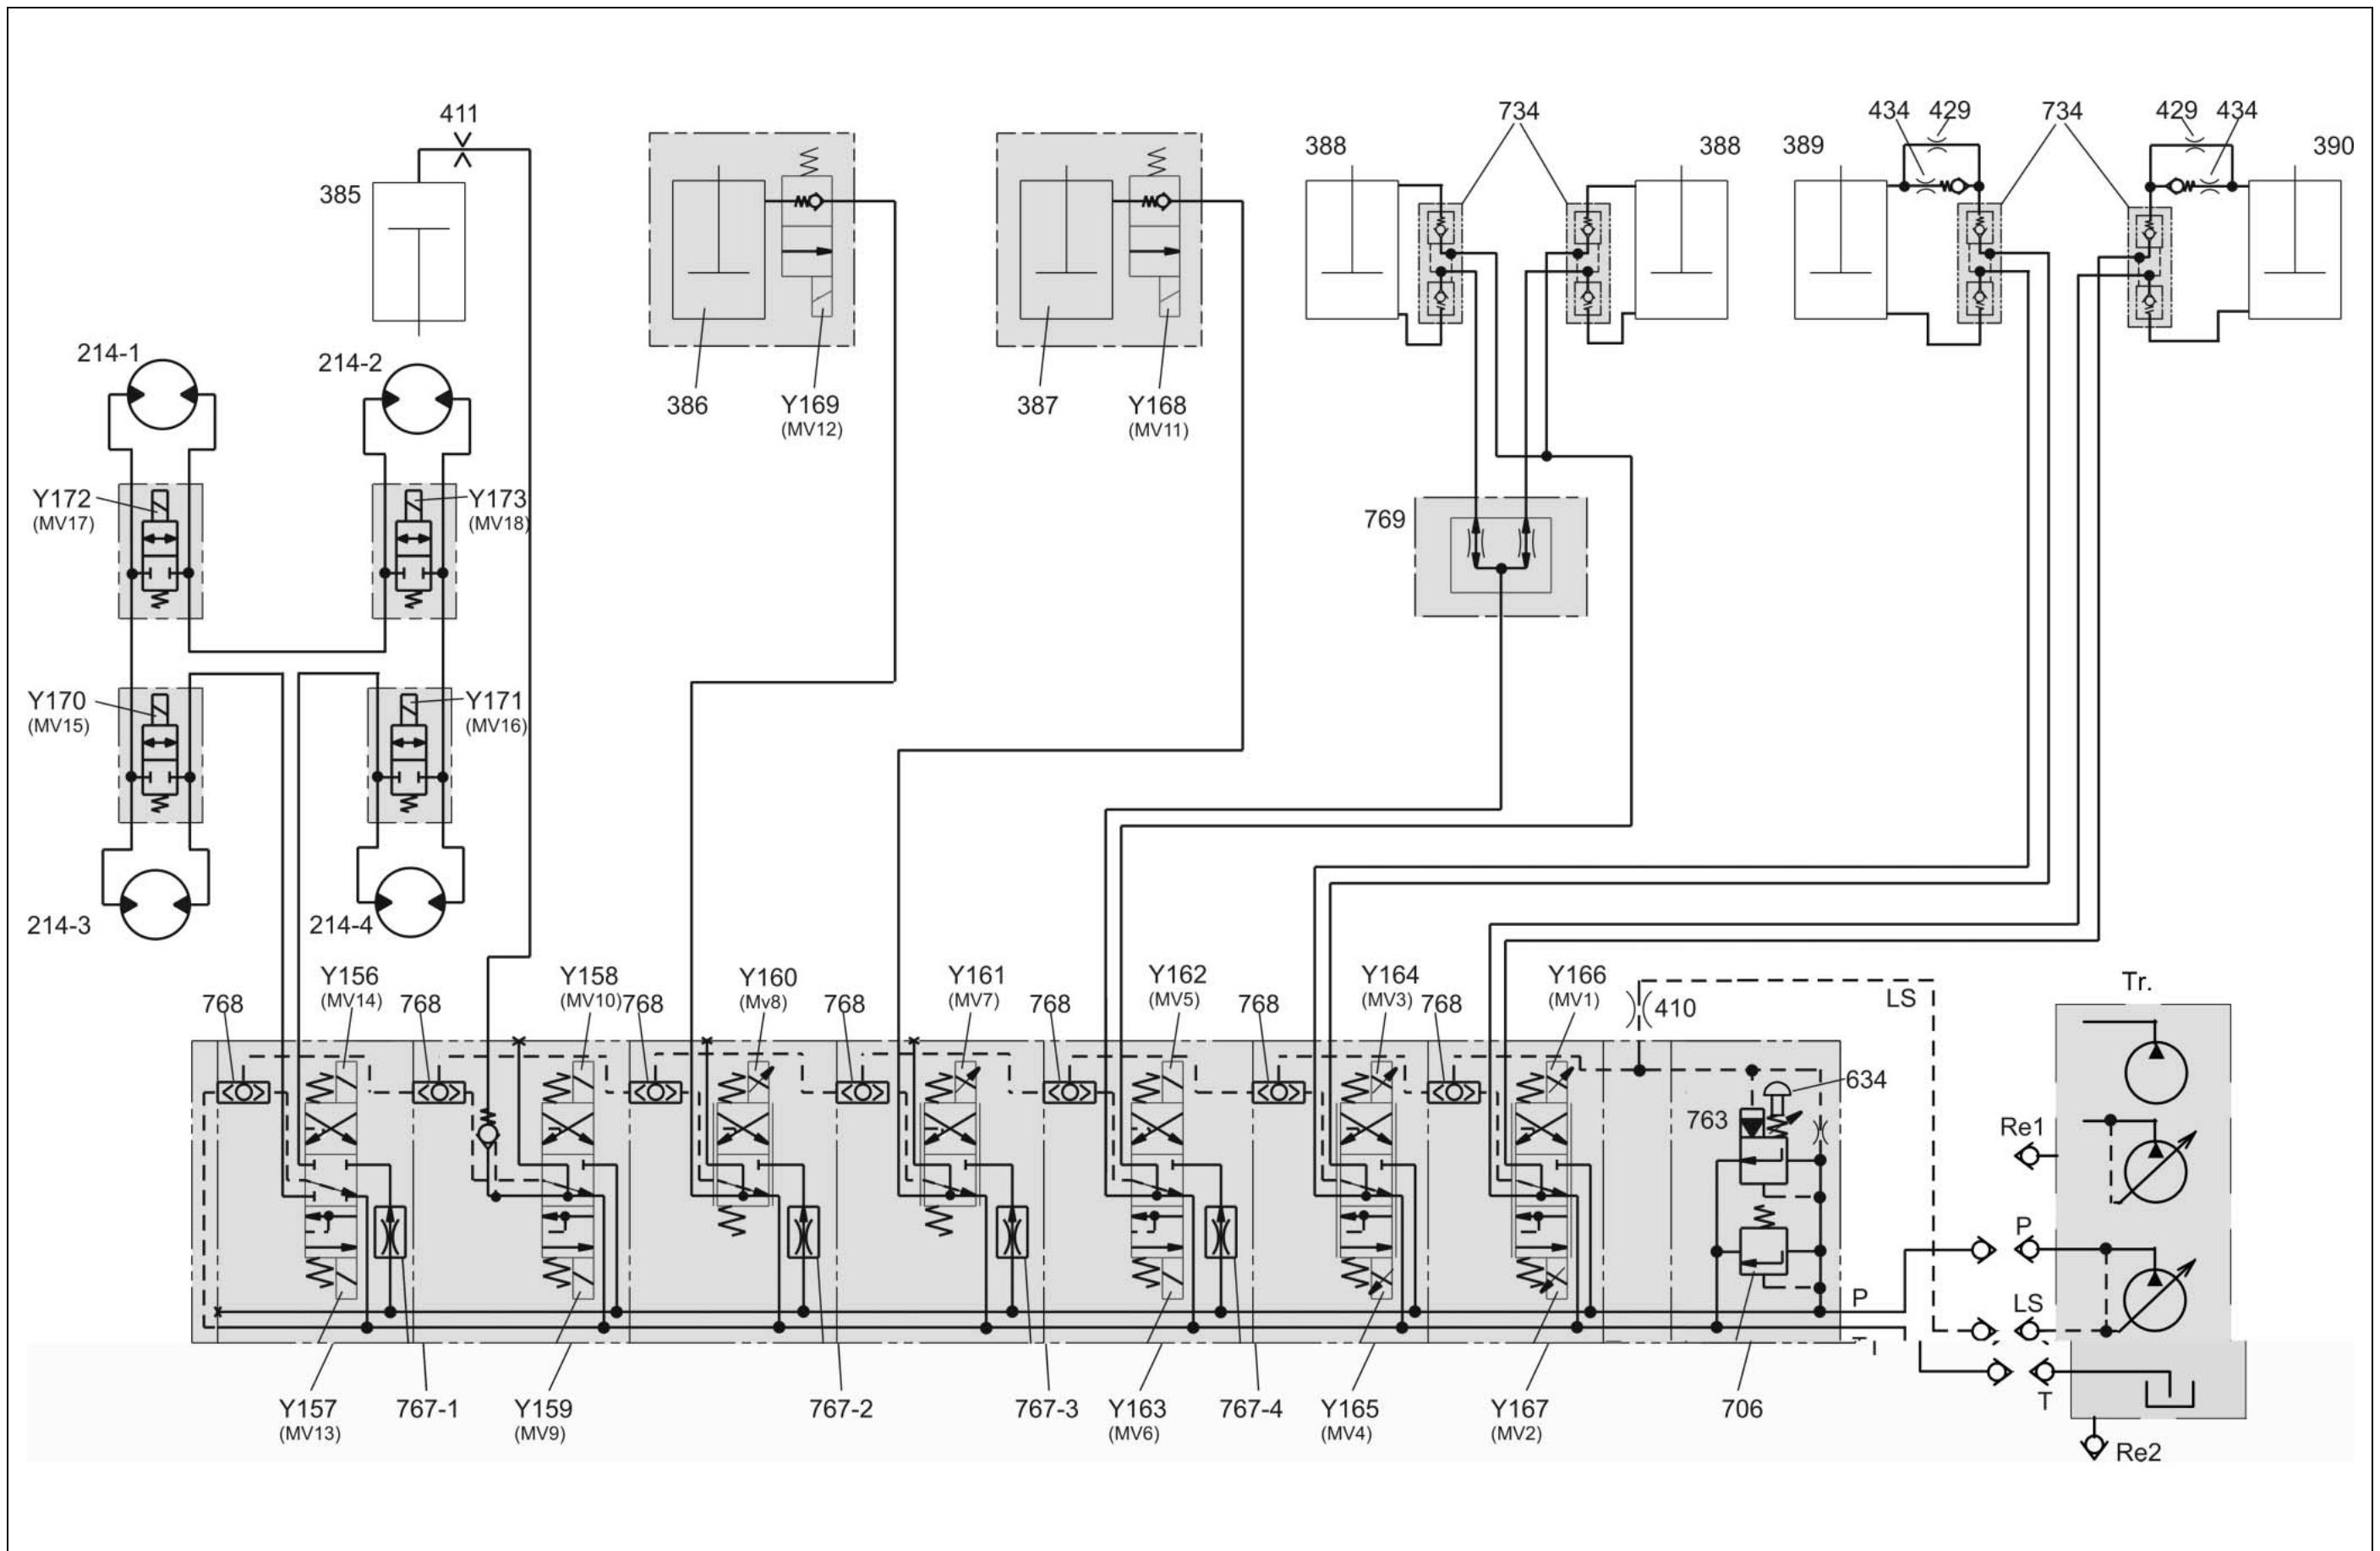 411
734
434 429
734
429 434
388
388
389
390
385
214-1
214-2
386
Y169
(MV12)
387
Y168
(MV11)
Y172
(MV17)
Y173
(MV18)
769
Y170
(MV15)
Y171
(MV16)
214-3
214-4
768
Y156
(MV14)
768
Y158
(MV10)
768
Y160
(Mv8)
768
Y161
(MV7)
768
Y162
(MV5)
768
Y164
(MV3)
768
Y166
(MV1)
410
LS
Tr.
634
763
Re1
P
P
LS
T
T
Re2
Y157
(MV13)
767-1
Y159
(MV9)
767-2
767-3
Y163
(MV6)
767-4
Y165
(MV4)
Y167
(MV2)
706